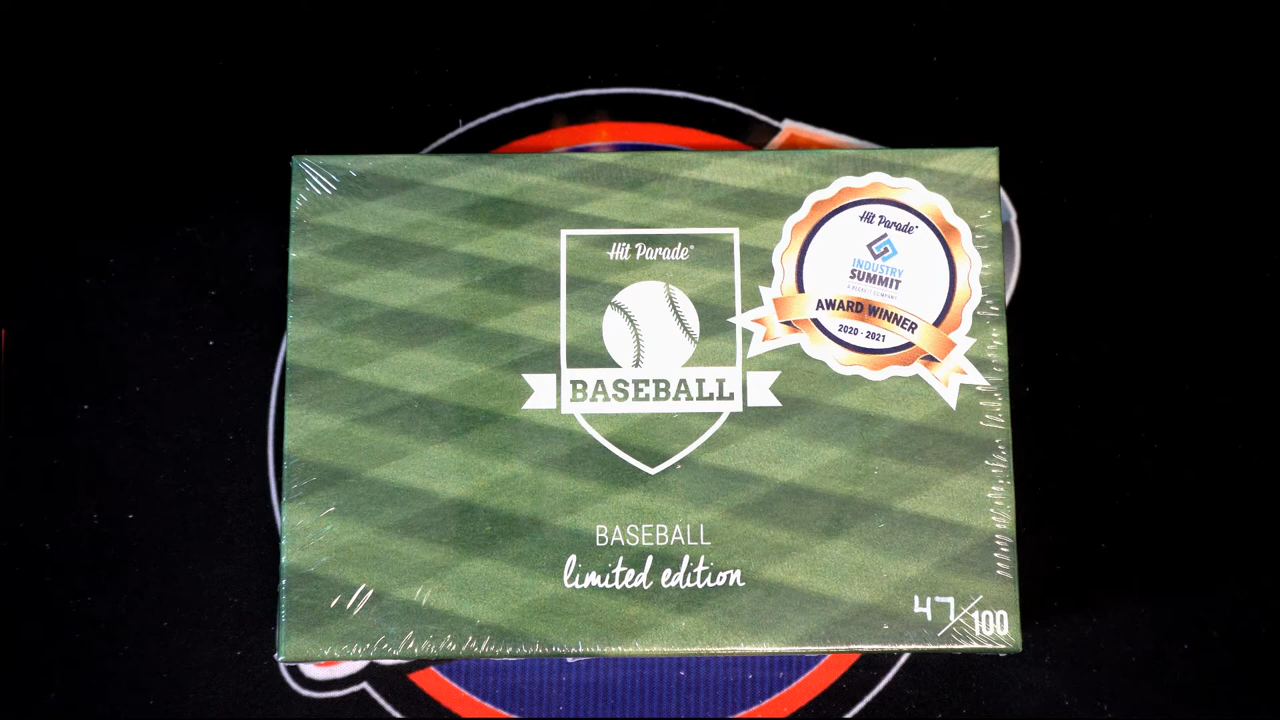 Hit Parade®
BASEBALL
BASEBALL
limited edition
Hit Parade®
INDUSTRY
SUMMIT
AWARD WINNER
2020 - 2021
47/100